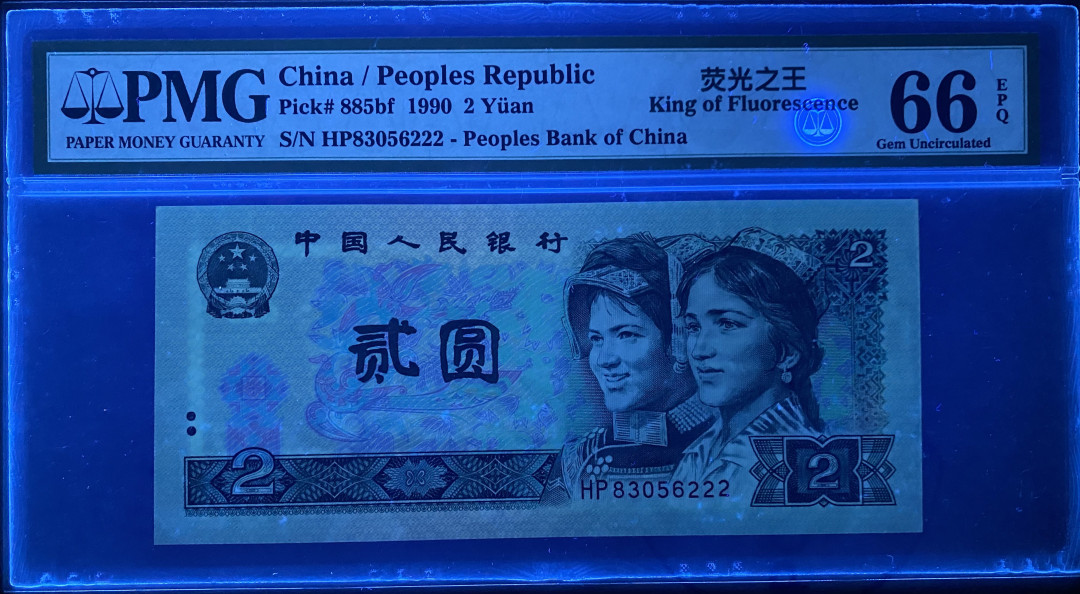 PMG
PAPER MONEY GUARANTY
China / Peoples Republic
Pick# 885bf 1990 2 Yüan
S/N HP83056222 - Peoples Bank of China
荧光之王
King of Fluorescence
66
EPQ
Gem Uncirculated
中国人民银行
2
贰圆
2
HP83056222
2